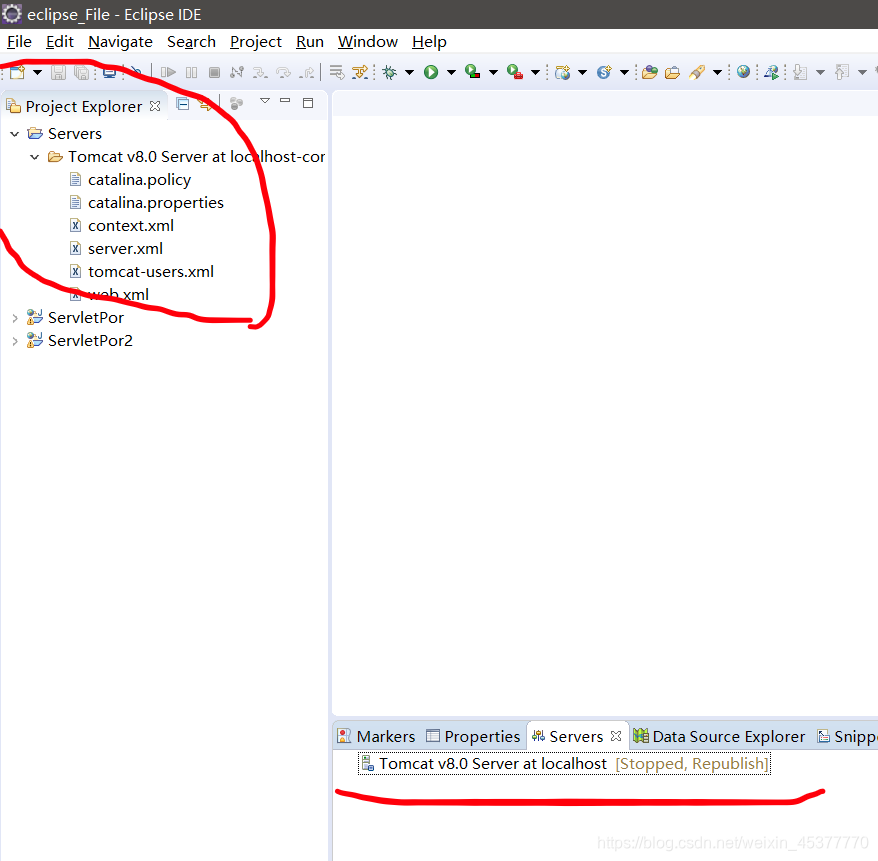 eclipse_File - Eclipse IDE
File Edit Navigate Search Project Run Window Help
Project Explorer
Servers
Tomcat v8.0 Server at localhost-cor
catalina.policy
catalina.properties
context.xml
server.xml
tomcat-users.xml
web.xml
ServletPor
ServletPor2
Markers Properties Servers Data Source Explorer Snipp
Tomcat v8.0 Server at localhost [Stopped, Republish]
https://blog.csdn.net/weixin_45377770